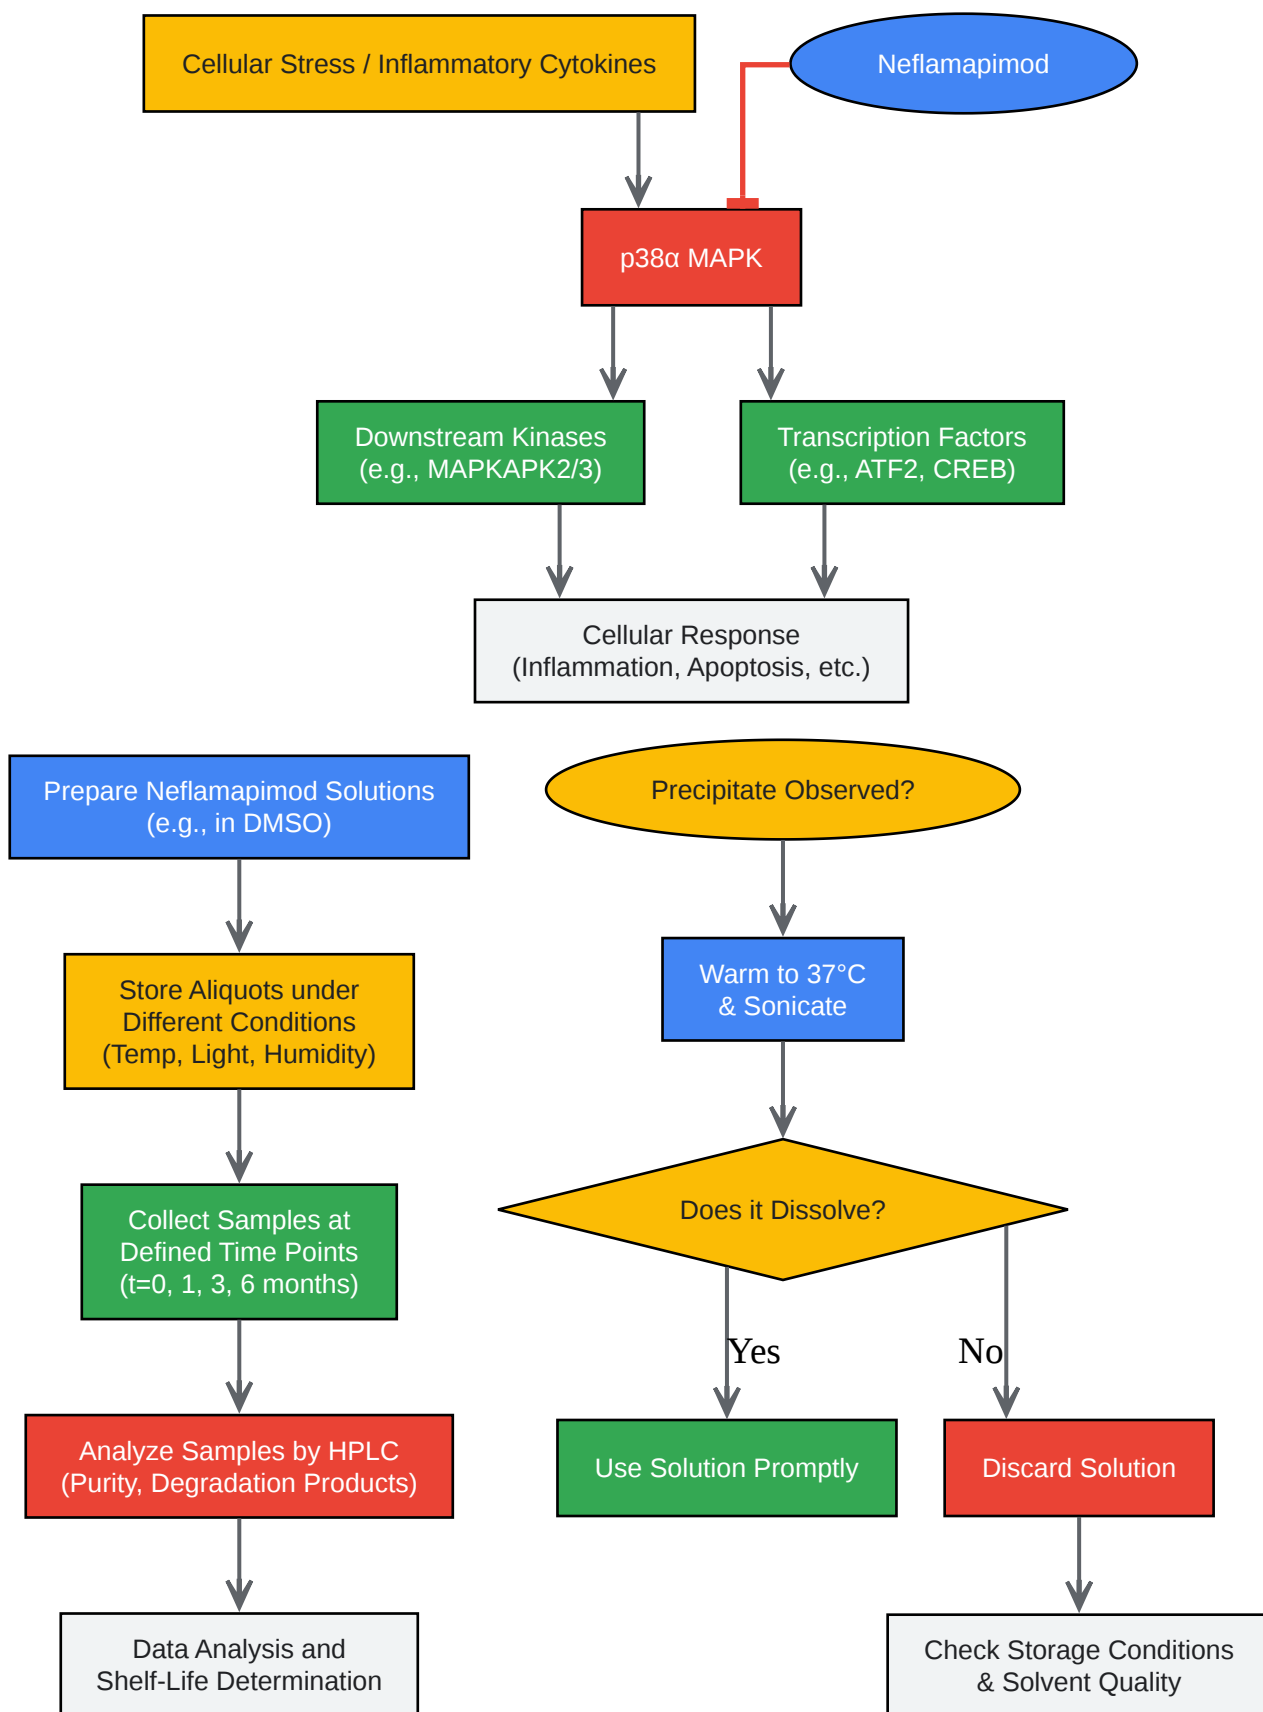 Cellular Stress / Inflammatory Cytokines
Neflamapimod
p38α MAPK
Downstream Kinases
(e.g., MAPKAPK2/3)
Transcription Factors
(e.g., ATF2, CREB)
Cellular Response
(Inflammation, Apoptosis, etc.)
Prepare Neflamapimod Solutions
(e.g., in DMSO)
Store Aliquots under
Different Conditions
(Temp, Light, Humidity)
Collect Samples at
Defined Time Points
(t=0, 1, 3, 6 months)
Analyze Samples by HPLC
(Purity, Degradation Products)
Data Analysis and
Shelf-Life Determination
Precipitate Observed?
Warm to 37°C
& Sonicate
Does it Dissolve?
Yes
No
Use Solution Promptly
Discard Solution
Check Storage Conditions
& Solvent Quality